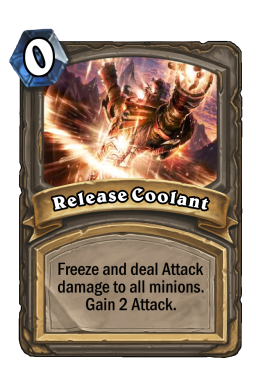 0
Release Coolant
Freeze and deal Attack
damage to all minions.
Gain 2 Attack.